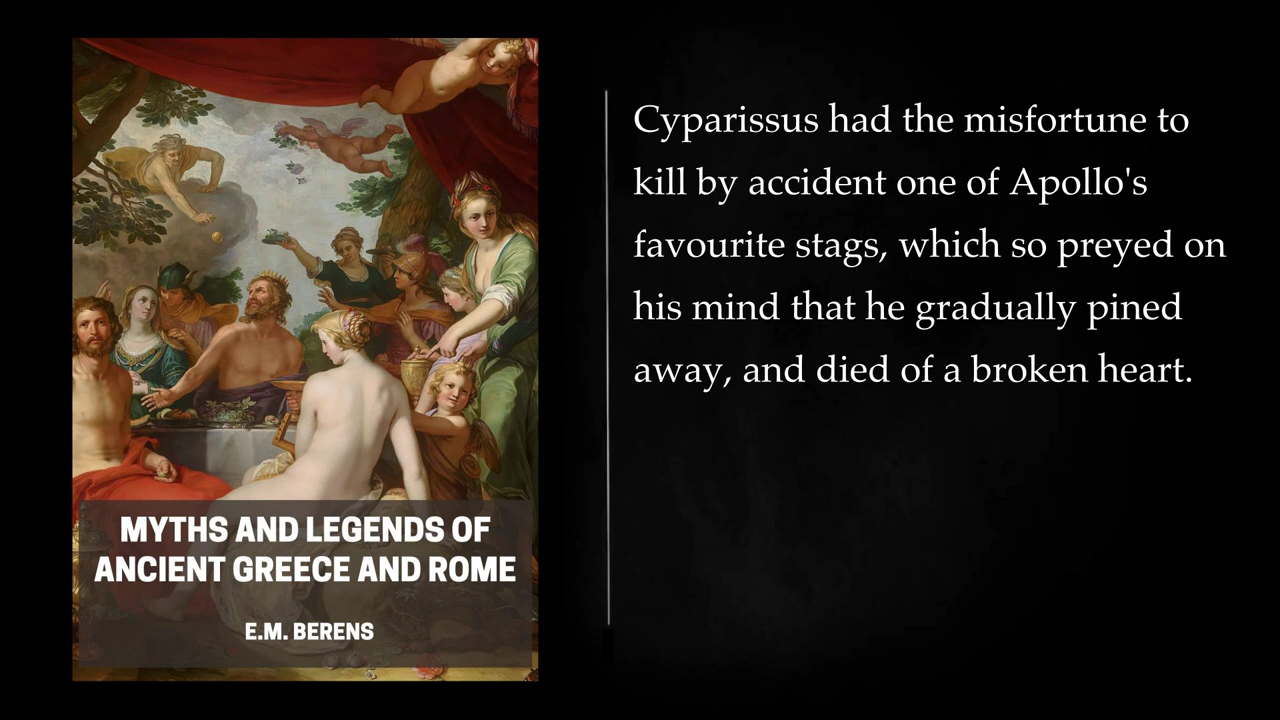 MYTHS AND LEGENDS OF
ANCIENT GREECE AND ROME
E.M. BERENS
Cyparissus had the misfortune to
kill by accident one of Apollo's
favourite stags, which so preyed on
his mind that he gradually pined
away, and died of a broken heart.